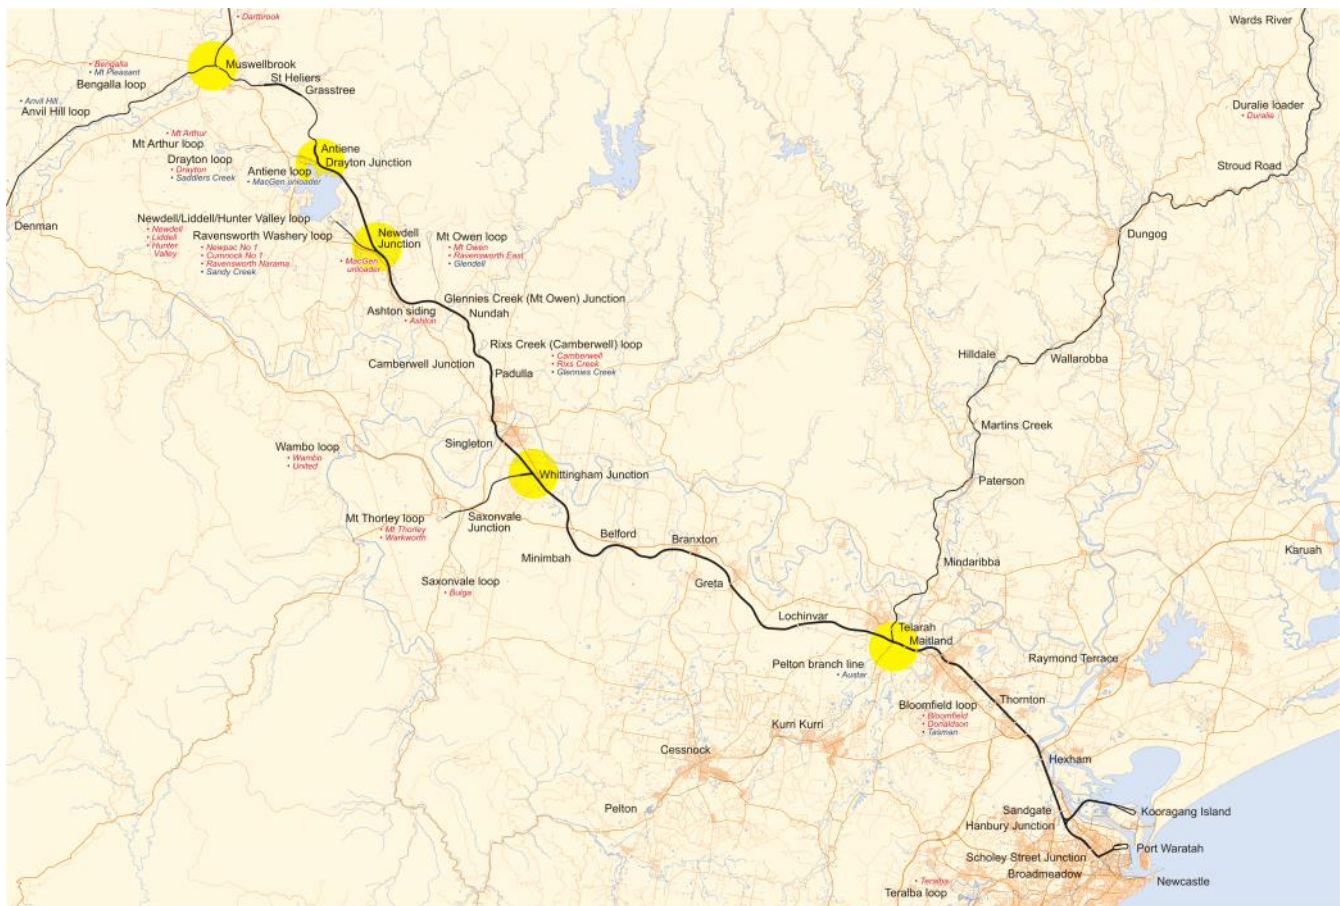 • Dartbrook
Wards River
• Bengalla
• Mt Pleasant
Bengalla loop
Muswellbrook
St Heliers
Grasstree
• Anvil Hill
Anvil Hill loop
Duralie loader
• Duralie
• Mt Arthur
Mt Arthur loop
Antiene
Drayton Junction
Drayton loop
• Drayton
• Saddlers Creek
Antiene loop
• MacGen unloader
Stroud Road
Denman
Newdell/Liddell/Hunter Valley loop
• Newdell
• Liddell
• Hunter
Valley
Ravensworth Washery loop
• Newpac No 1
• Cumnock No 1
• Ravensworth Narama
• Sandy Creek
Newdell
Junction
• MacGen
unloader
Mt Owen loop
• Mt Owen
• Ravensworth East
• Glendell
Dungog
Glennies Creek (Mt Owen) Junction
Ashton siding
• Ashton
Nundah
Rixs Creek (Camberwell) loop
• Camberwell
• Rixs Creek
• Glennies Creek
Camberwell Junction
Padulla
Hilldale
Wallarobba
Martins Creek
Singleton
Wambo loop
• Wambo
• United
Whittingham Junction
Paterson
Mt Thorley loop
• Mt Thorley
• Warkworth
Saxonvale
Junction
Belford
Branxton
Minimbah
Karuah
Mindaribba
Saxonvale loop
• Bulga
Greta
Lochinvar
Telarah
Maitland
Pelton branch line
• Austar
Raymond Terrace
Thornton
Bloomfield loop
• Bloomfield
• Donaldson
• Tasman
Kurri Kurri
Cessnock
Hexham
Pelton
Sandgate
Hanbury Junction
Kooragang Island
Port Waratah
Scholey Street Junction
Broadmeadow
• Teralba
Teralba loop
Newcastle